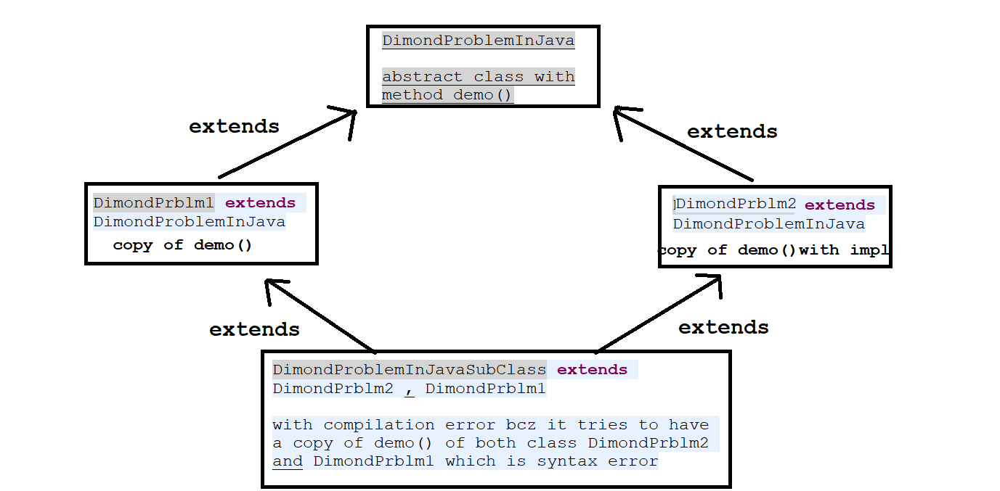 DimondProblemInJava
abstract class with
method demo()
extends
extends
DimondPrblm1 extends
DimondProblemInJava
copy of demo()
DimondPrblm2 extends
DimondProblemInJava
copy of demo()with impl
extends
extends
DimondProblemInJavaSubClass extends
DimondPrblm2 , DimondPrblm1
with compilation error bcz it tries to have
a copy of demo() of both class DimondPrblm2
and DimondPrblm1 which is syntax error